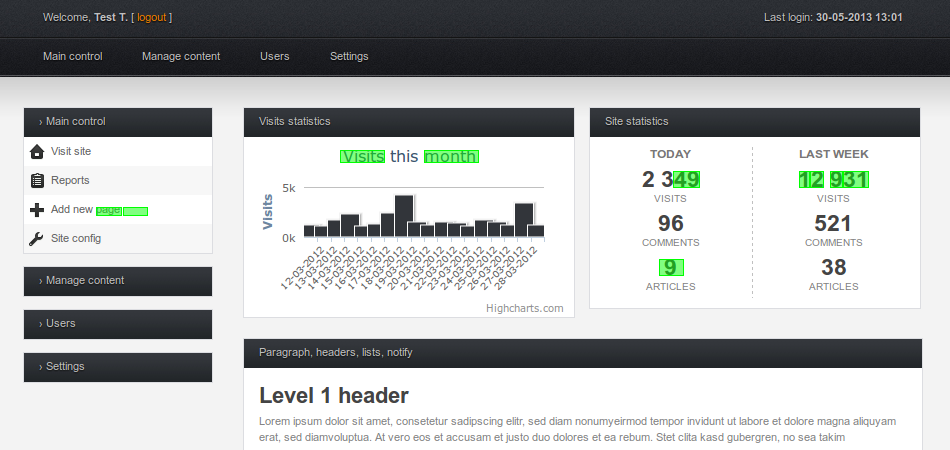 Welcome, Test T. [ logout ]
Last login: 30-05-2013 13:01
Main control Manage content Users Settings
› Main control
Visit site
Reports
Add new page
Site config
› Manage content
› Users
› Settings
Visits statistics
Visits this month
Visits
5k
0k
12-03-2012
13-03-2012
14-03-2012
15-03-2012
16-03-2012
17-03-2012
18-03-2012
19-03-2012
20-03-2012
21-03-2012
22-03-2012
23-03-2012
24-03-2012
25-03-2012
26-03-2012
27-03-2012
28-03-2012
Highcharts.com
Site statistics
TODAY
2 349
VISITS
96
COMMENTS
9
ARTICLES
LAST WEEK
12 931
VISITS
521
COMMENTS
38
ARTICLES
Paragraph, headers, lists, notify
Level 1 header
Lorem ipsum dolor sit amet, consetetur sadipscing elitr, sed diam nonumyeirmod tempor invidunt ut labore et dolore magna aliquyam
erat, sed diamvoluptua. At vero eos et accusam et justo duo dolores et ea rebum. Stet clita kasd gubergren, no sea takim